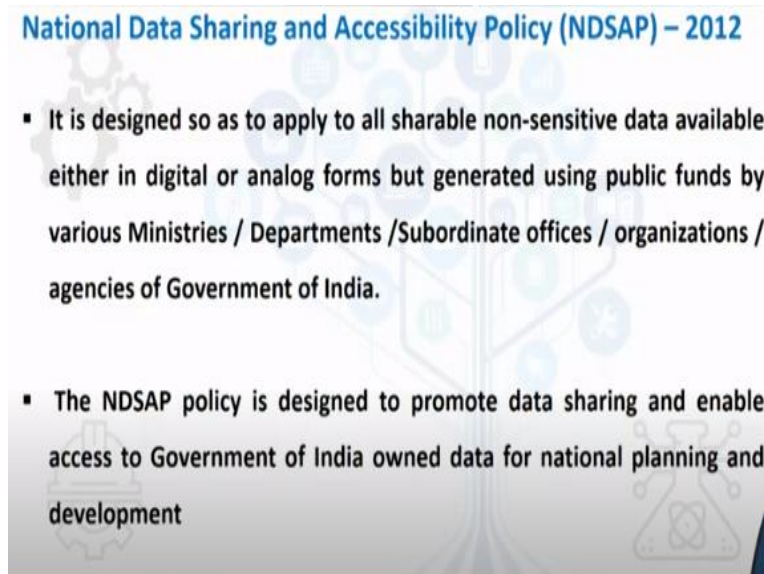 National Data Sharing and Accessibility Policy (NDSAP) – 2012
▪ It is designed so as to apply to all sharable non-sensitive data available
either in digital or analog forms but generated using public funds by
various Ministries / Departments /Subordinate offices / organizations /
agencies of Government of India.
▪ The NDSAP policy is designed to promote data sharing and enable
access to Government of India owned data for national planning and
development